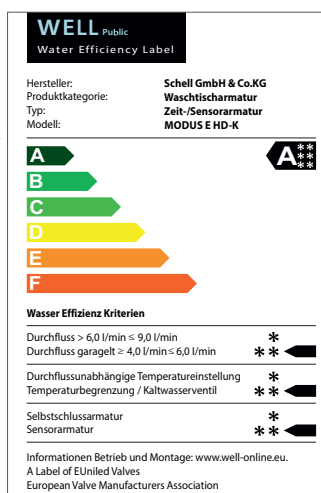 WELL Public
Water Efficiency Label
Hersteller: Schell GmbH & Co.KG
Produktkategorie: Waschtischarmatur
Typ: Zeit-/Sensorarmatur
Modell: MODUS E HD-K
A A****
B
C
D
E
F
Wasser Effizienz Kriterien
Durchfluss > 6,0 l/min ≤ 9,0 l/min *
Durchfluss garagelt ≥ 4,0 l/min ≤ 6,0 l/min **
Durchflussunabhängige Temperatureinstellung *
Temperaturbegrenzung / Kaltwasserventil **
Selbstschlussarmatur *
Sensorarmatur **
Informationen Betrieb und Montage: www.well-online.eu.
A Label of EUnited Valves
European Valve Manufacturers Association